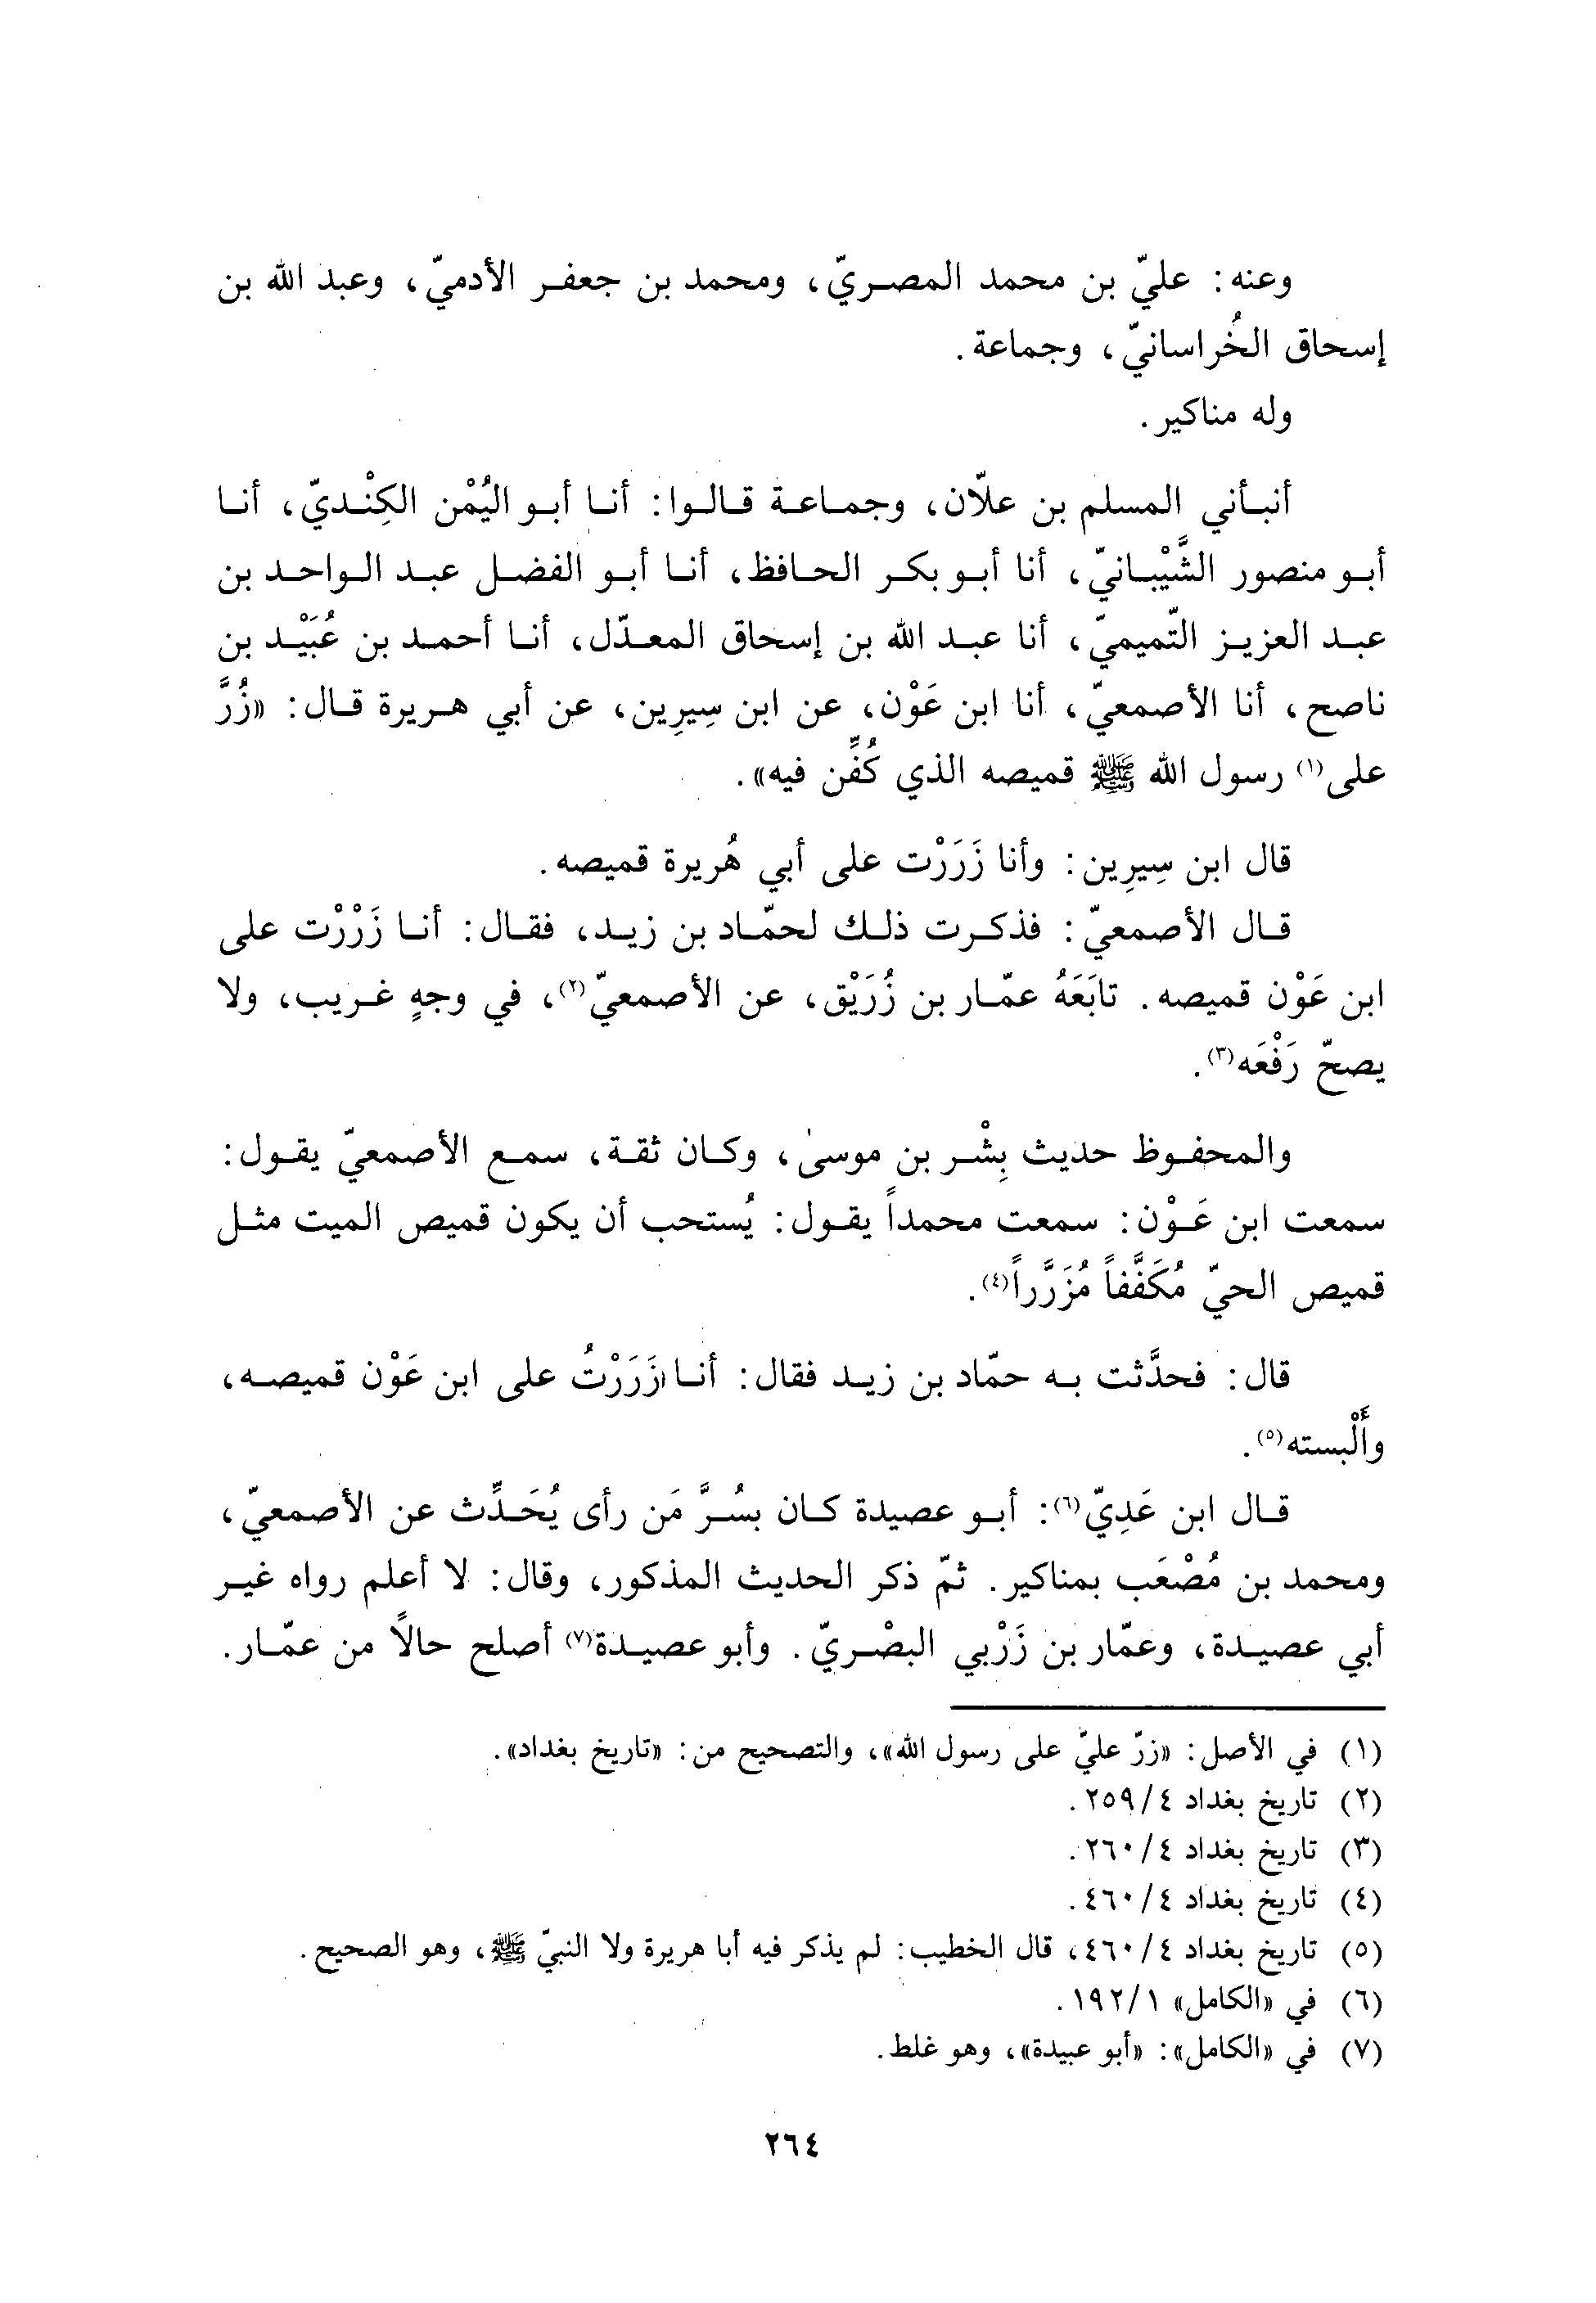 وعنه: عليّ بن محمد المصريّ، ومحمد بن جعفر الأدميّ، وعبد الله بن
إسحاق الخُراسانيّ، وجماعة.
وله مناكير.
أنبأني المسلم بن علاّن، وجماعة قالوا: أنا أبو اليُمْن الكِنْديّ، أنا
أبو منصور الشَّيْبانيّ، أنا أبو بكر الحافظ، أنا أبو الفضل عبد الواحد بن
عبد العزيز التّميميّ، أنا عبد الله بن إسحاق المعدّل، أنا أحمد بن عُبَيْد بن
ناصح، أنا الأصمعيّ، أنا ابن عَوْن، عن ابن سِيرِين، عن أبي هريرة قال: «زُرَّ
على(١) رسول الله ﷺ قميصه الذي كُفِّن فيه».
قال ابن سِيرِين: وأنا زَرَرْت على أبي هُريرة قميصه.
قال الأصمعيّ: فذكرت ذلك لحمّاد بن زيد، فقال: أنا زَرْرْت على
ابن عَوْن قميصه. تابَعَهُ عمّار بن زُرَيْق، عن الأصمعيّ(٢)، في وجهٍ غريب، ولا
يصحّ رَفْعَه(٣).
والمحفوظ حديث بِشْر بن موسىٰ، وكان ثقة، سمع الأصمعيّ يقول:
سمعت ابن عَوْن: سمعت محمداً يقول: يُستحب أن يكون قميص الميت مثل
قميص الحيّ مُكَفَّفاً مُزَرَّراً(٤).
قال: فحدَّثت به حمّاد بن زيد فقال: أنا زَرَرْتُ على ابن عَوْن قميصه،
وأَلْبسته(٥).
قال ابن عَدِيّ(٦): أبو عصيدة كان بسُرَّ مَن رأى يُحَدِّث عن الأصمعيّ،
ومحمد بن مُصْعَب بمناكير. ثمّ ذكر الحديث المذكور، وقال: لا أعلم رواه غير
أبي عصيدة، وعمّار بن زَرْبي البصْريّ. وأبو عصيدة(٧) أصلح حالاً من عمّار.
(١) في الأصل: «زرّ عليّ على رسول الله»، والتصحيح من: «تاريخ بغداد».
(٢) تاريخ بغداد ٤/٢٥٩.
(٣) تاريخ بغداد ٤/٢٦٠.
(٤) تاريخ بغداد ٤/٤٦٠.
(٥) تاريخ بغداد ٤/٤٦٠، قال الخطيب: لم يذكر فيه أبا هريرة ولا النبيّ ﷺ، وهو الصحيح.
(٦) في «الكامل» ١/١٩٢.
(٧) في «الكامل»: «أبو عبيدة»، وهو غلط.
٢٦٤